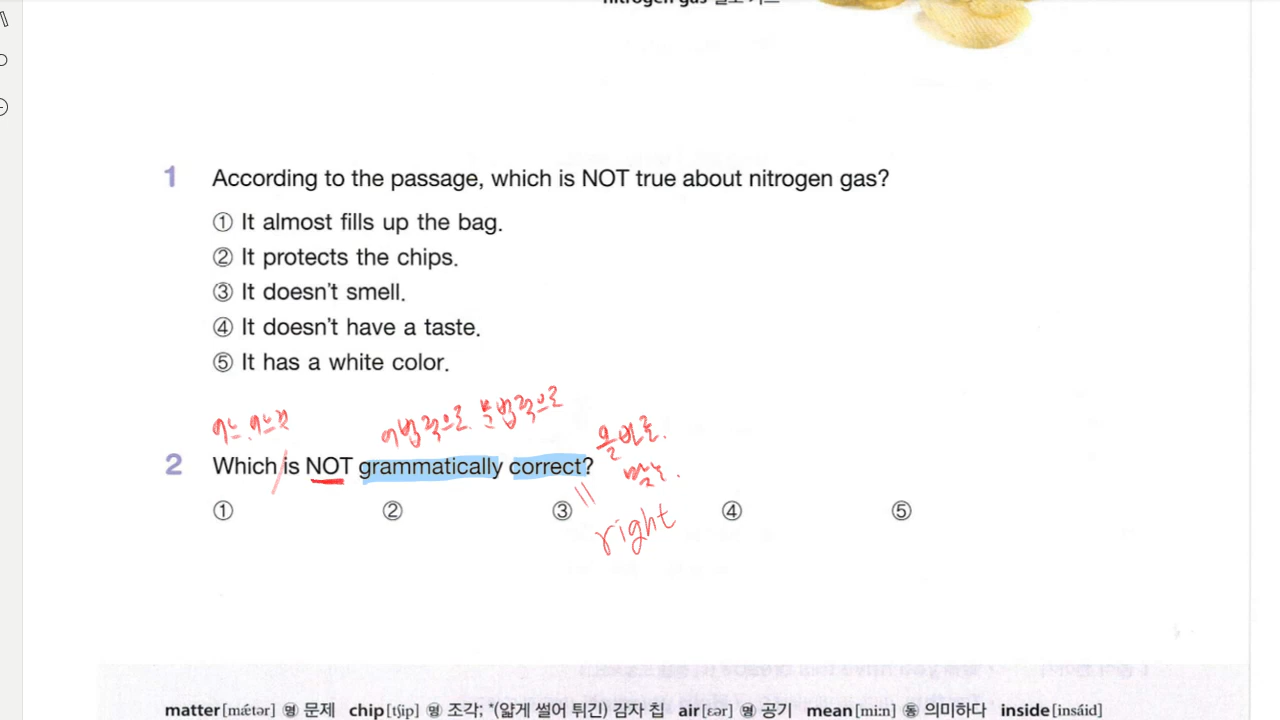 nitrogen gas 질소 가스
1 According to the passage, which is NOT true about nitrogen gas?
① It almost fills up the bag.
② It protects the chips.
③ It doesn't smell.
④ It doesn't have a taste.
⑤ It has a white color.
어느, 어느것 어법적으로. 문법적으로 올바른.
2 Which / is NOT grammatically correct?
맞는.
① ② ③ ④ ⑤
= right
matter [mǽtər] 명 문제 chip [tʃip] 명 조각; *(얇게 썰어 튀긴) 감자 칩 air [εər] 명 공기 mean [mi:n] 동 의미하다 inside [insáid]